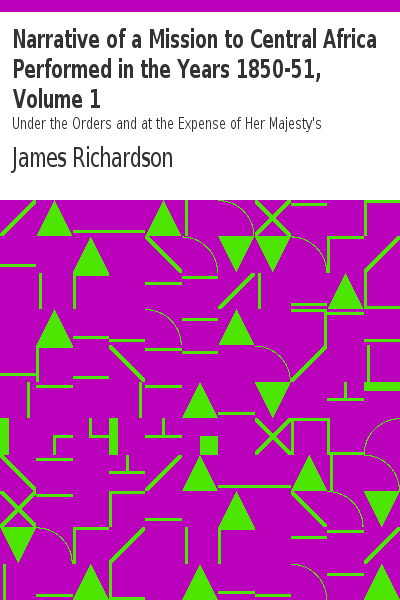 Narrative of a Mission to Central Africa
Performed in the Years 1850-51,
Volume 1
Under the Orders and at the Expense of Her Majesty's
James Richardson